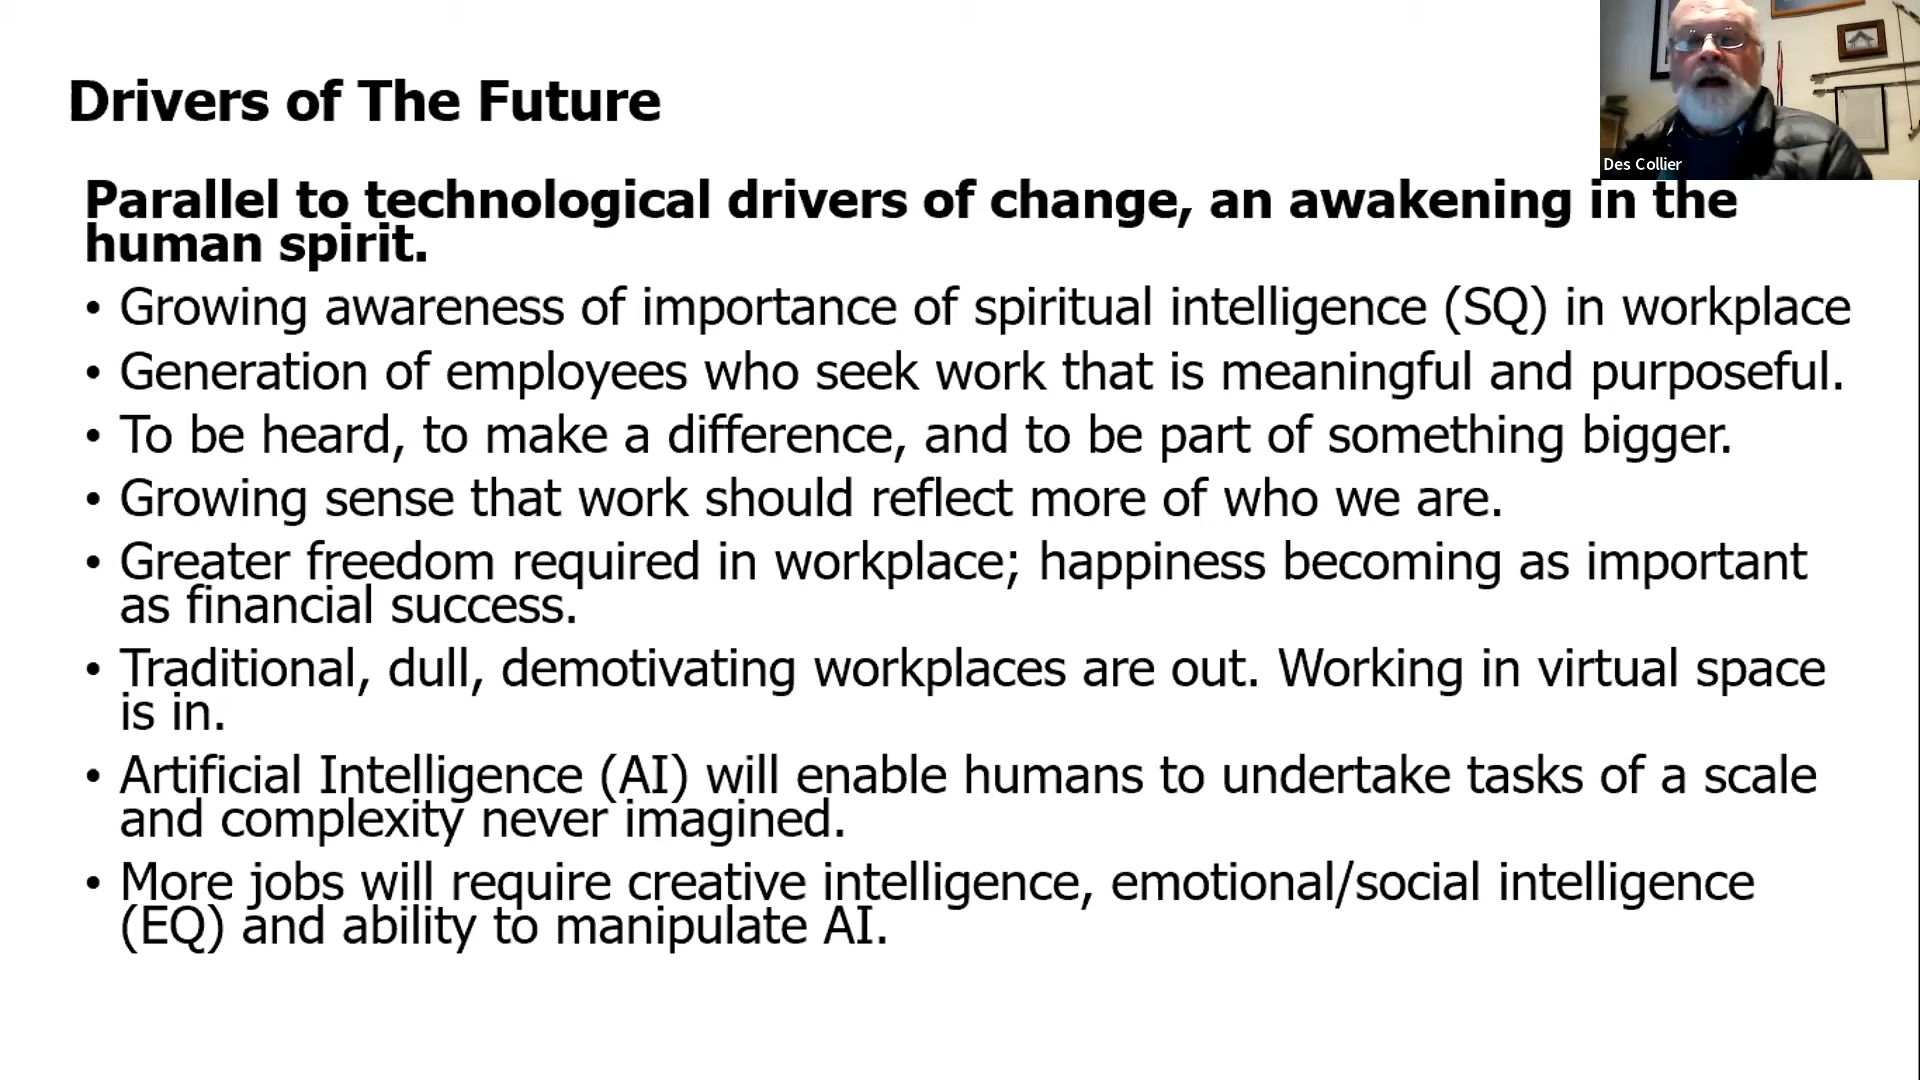 Drivers of The Future
Des Collier
Parallel to technological drivers of change, an awakening in the
human spirit.
• Growing awareness of importance of spiritual intelligence (SQ) in workplace
• Generation of employees who seek work that is meaningful and purposeful.
• To be heard, to make a difference, and to be part of something bigger.
• Growing sense that work should reflect more of who we are.
• Greater freedom required in workplace; happiness becoming as important
as financial success.
• Traditional, dull, demotivating workplaces are out. Working in virtual space
is in.
• Artificial Intelligence (AI) will enable humans to undertake tasks of a scale
and complexity never imagined.
• More jobs will require creative intelligence, emotional/social intelligence
(EQ) and ability to manipulate AI.